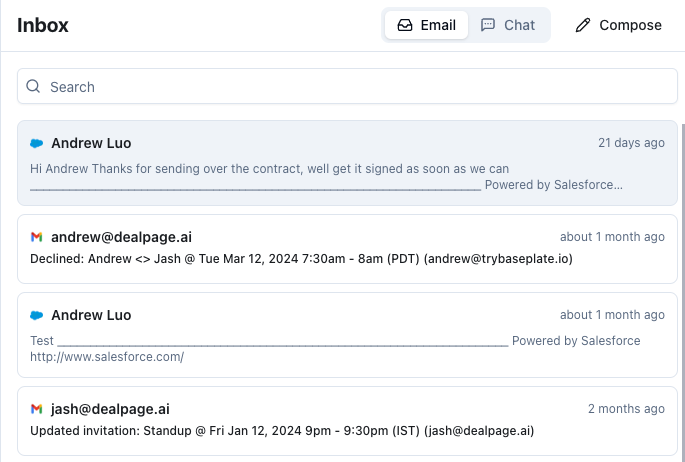 Inbox
Email
Chat
Compose
Search
Andrew Luo
21 days ago
Hi Andrew Thanks for sending over the contract, well get it signed as soon as we can
_____________________________________________________________________ Powered by Salesforce...
andrew@dealpage.ai
about 1 month ago
Declined: Andrew <> Jash @ Tue Mar 12, 2024 7:30am - 8am (PDT) (andrew@trybaseplate.io)
Andrew Luo
about 1 month ago
Test _____________________________________________________________________ Powered by Salesforce
http://www.salesforce.com/
jash@dealpage.ai
2 months ago
Updated invitation: Standup @ Fri Jan 12, 2024 9pm - 9:30pm (IST) (jash@dealpage.ai)